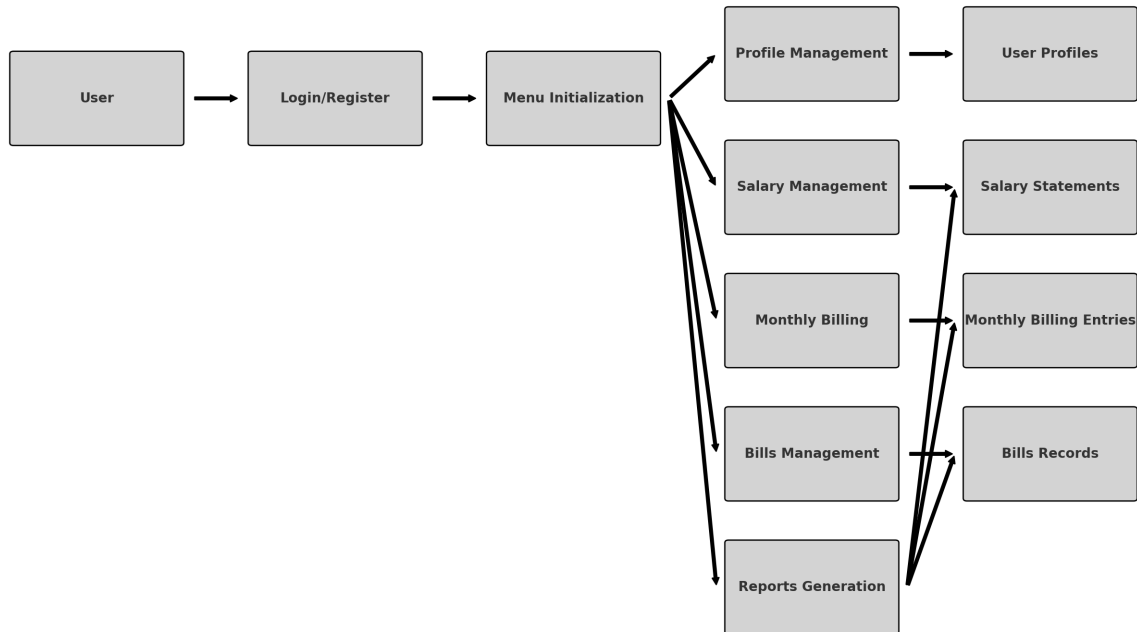 User
Login/Register
Menu Initialization
Profile Management
User Profiles
Salary Management
Salary Statements
Monthly Billing
Monthly Billing Entries
Bills Management
Bills Records
Reports Generation